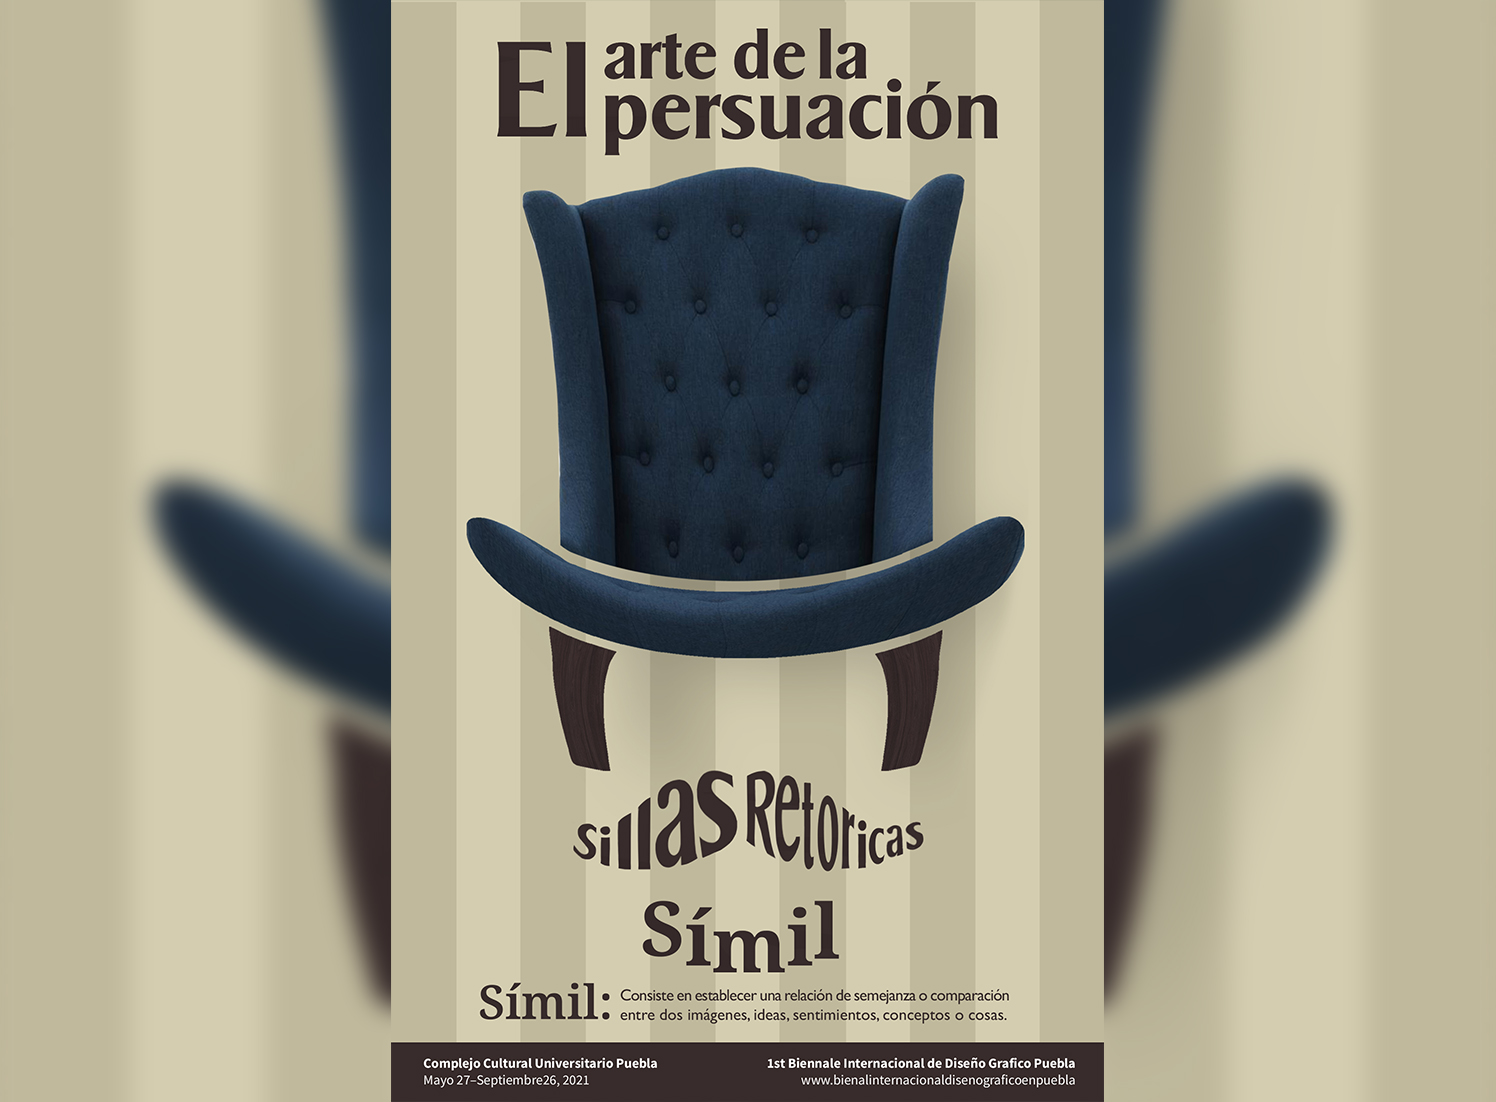 El arte de la
persuación
Sillas Retoricas
Símil
Símil: Consiste en establecer una relación de semejanza o comparación
entre dos imágenes, ideas, sentimientos, conceptos o cosas.
Complejo Cultural Universitario Puebla
Mayo 27–Septiembre26, 2021
1st Biennale Internacional de Diseño Grafico Puebla
www.bienalinternacionaldisenograficoenpuebla